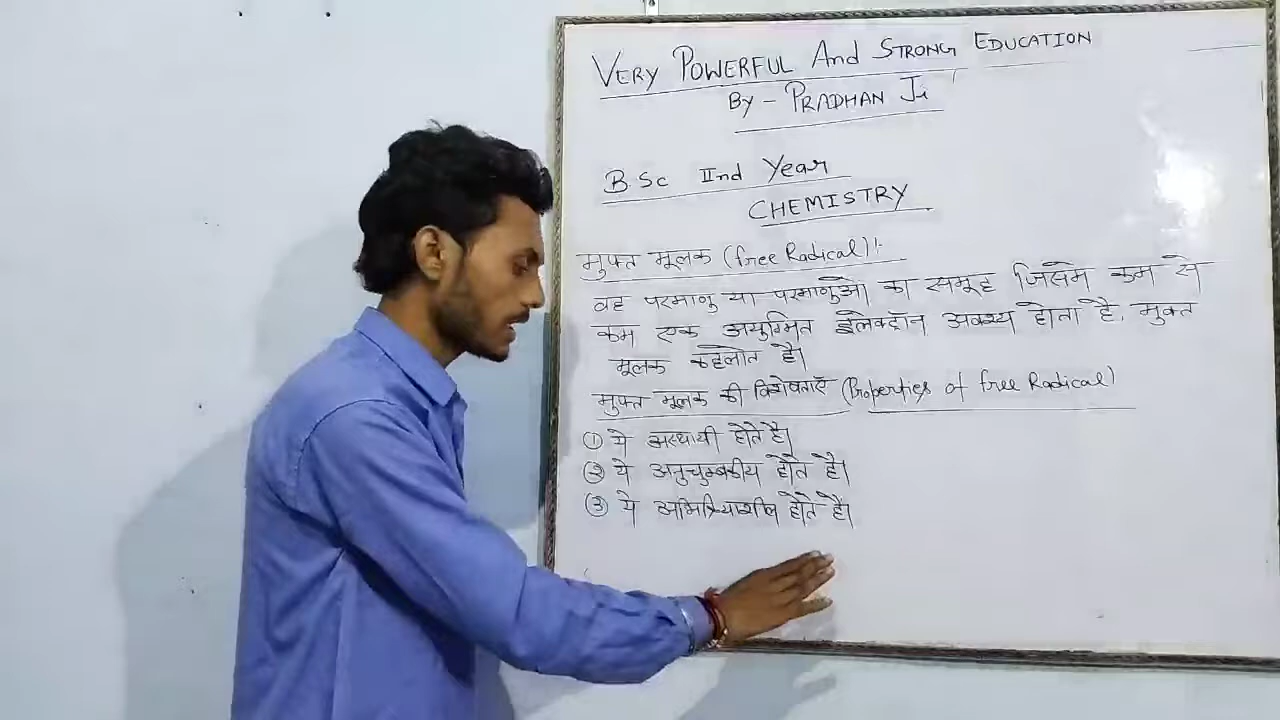 VERY POWERFUL And STRONG EDUCATION
By - PRADHAN Ji
B.Sc IInd Year
CHEMISTRY
मुक्त मूलक (free Radical) :-
वह परमाणु या परमाणुओ का समूह जिसमे कम से
कम एक अयुग्मित इलेक्ट्रॉन अवश्य होता है, मुक्त
मूलक कहलाते है।
मुक्त मूलक की विशेषताएँ (Properties of free Radical)
① ये अस्थायी होते है।
② ये अनुचुम्बकीय होते है।
③ ये अभिक्रियाशील होते है।